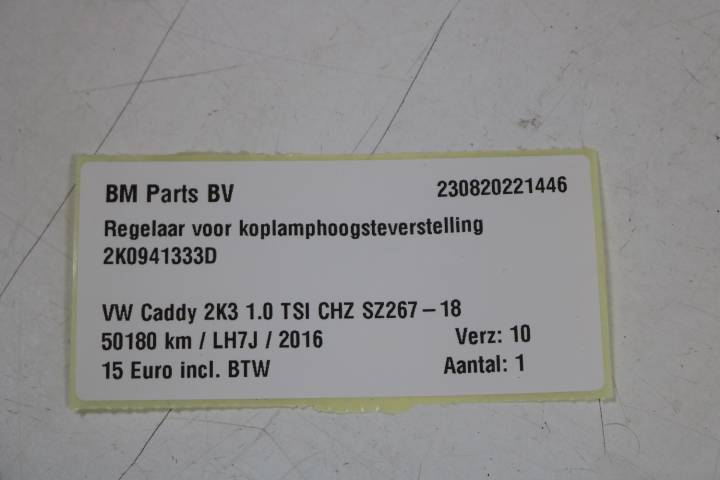 BM Parts BV 230820221446
Regelaar voor koplamphoogsteverstelling
2K0941333D
VW Caddy 2K3 1.0 TSI CHZ SZ267-18
50180 km / LH7J / 2016 Verz: 10
15 Euro incl. BTW Aantal: 1